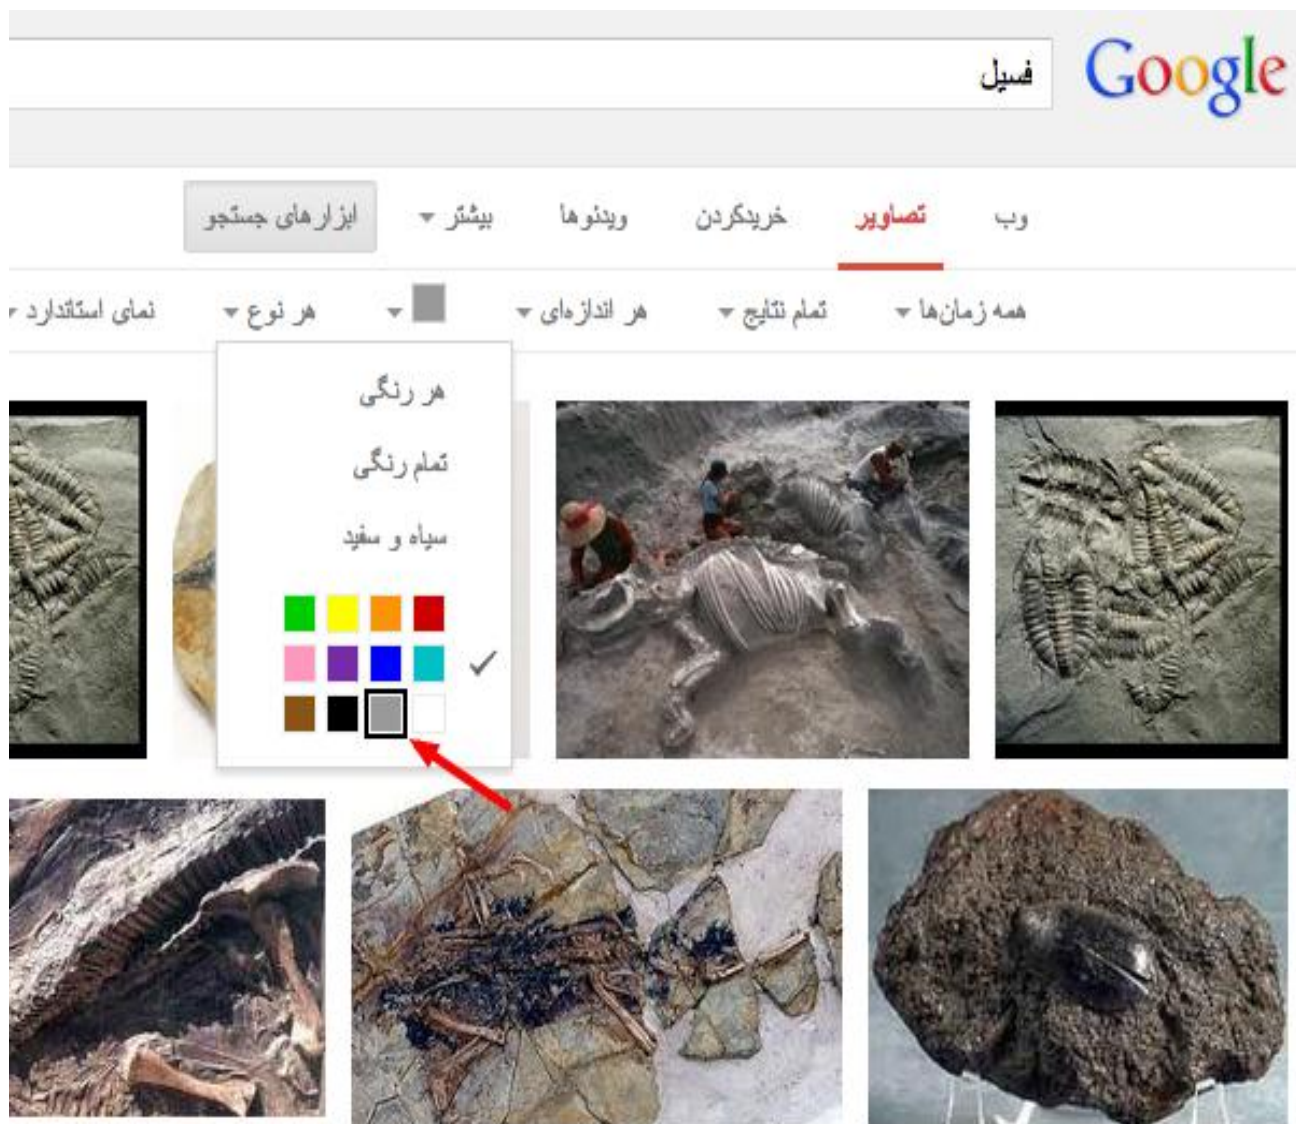 Google
فسیل
وب
تصاویر
خریدکردن
ویدئوها
بیشتر
ابزارهای جستجو
همه زمان‌ها
تمام نتایج
هر اندازه‌ای
هر نوع
نمای استاندارد
هر رنگی
تمام رنگی
سیاه و سفید